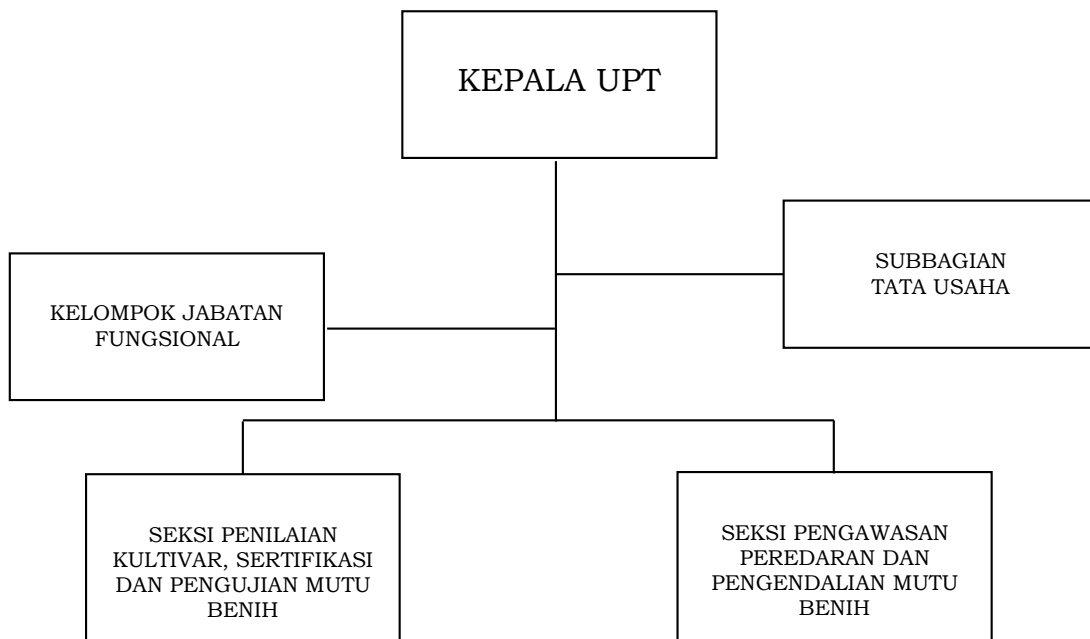 KEPALA UPT
SUBBAGIAN
TATA USAHA
KELOMPOK JABATAN
FUNGSIONAL
SEKSI PENILAIAN
KULTIVAR, SERTIFIKASI
DAN PENGUJIAN MUTU
BENIH
SEKSI PENGAWASAN
PEREDARAN DAN
PENGENDALIAN MUTU
BENIH